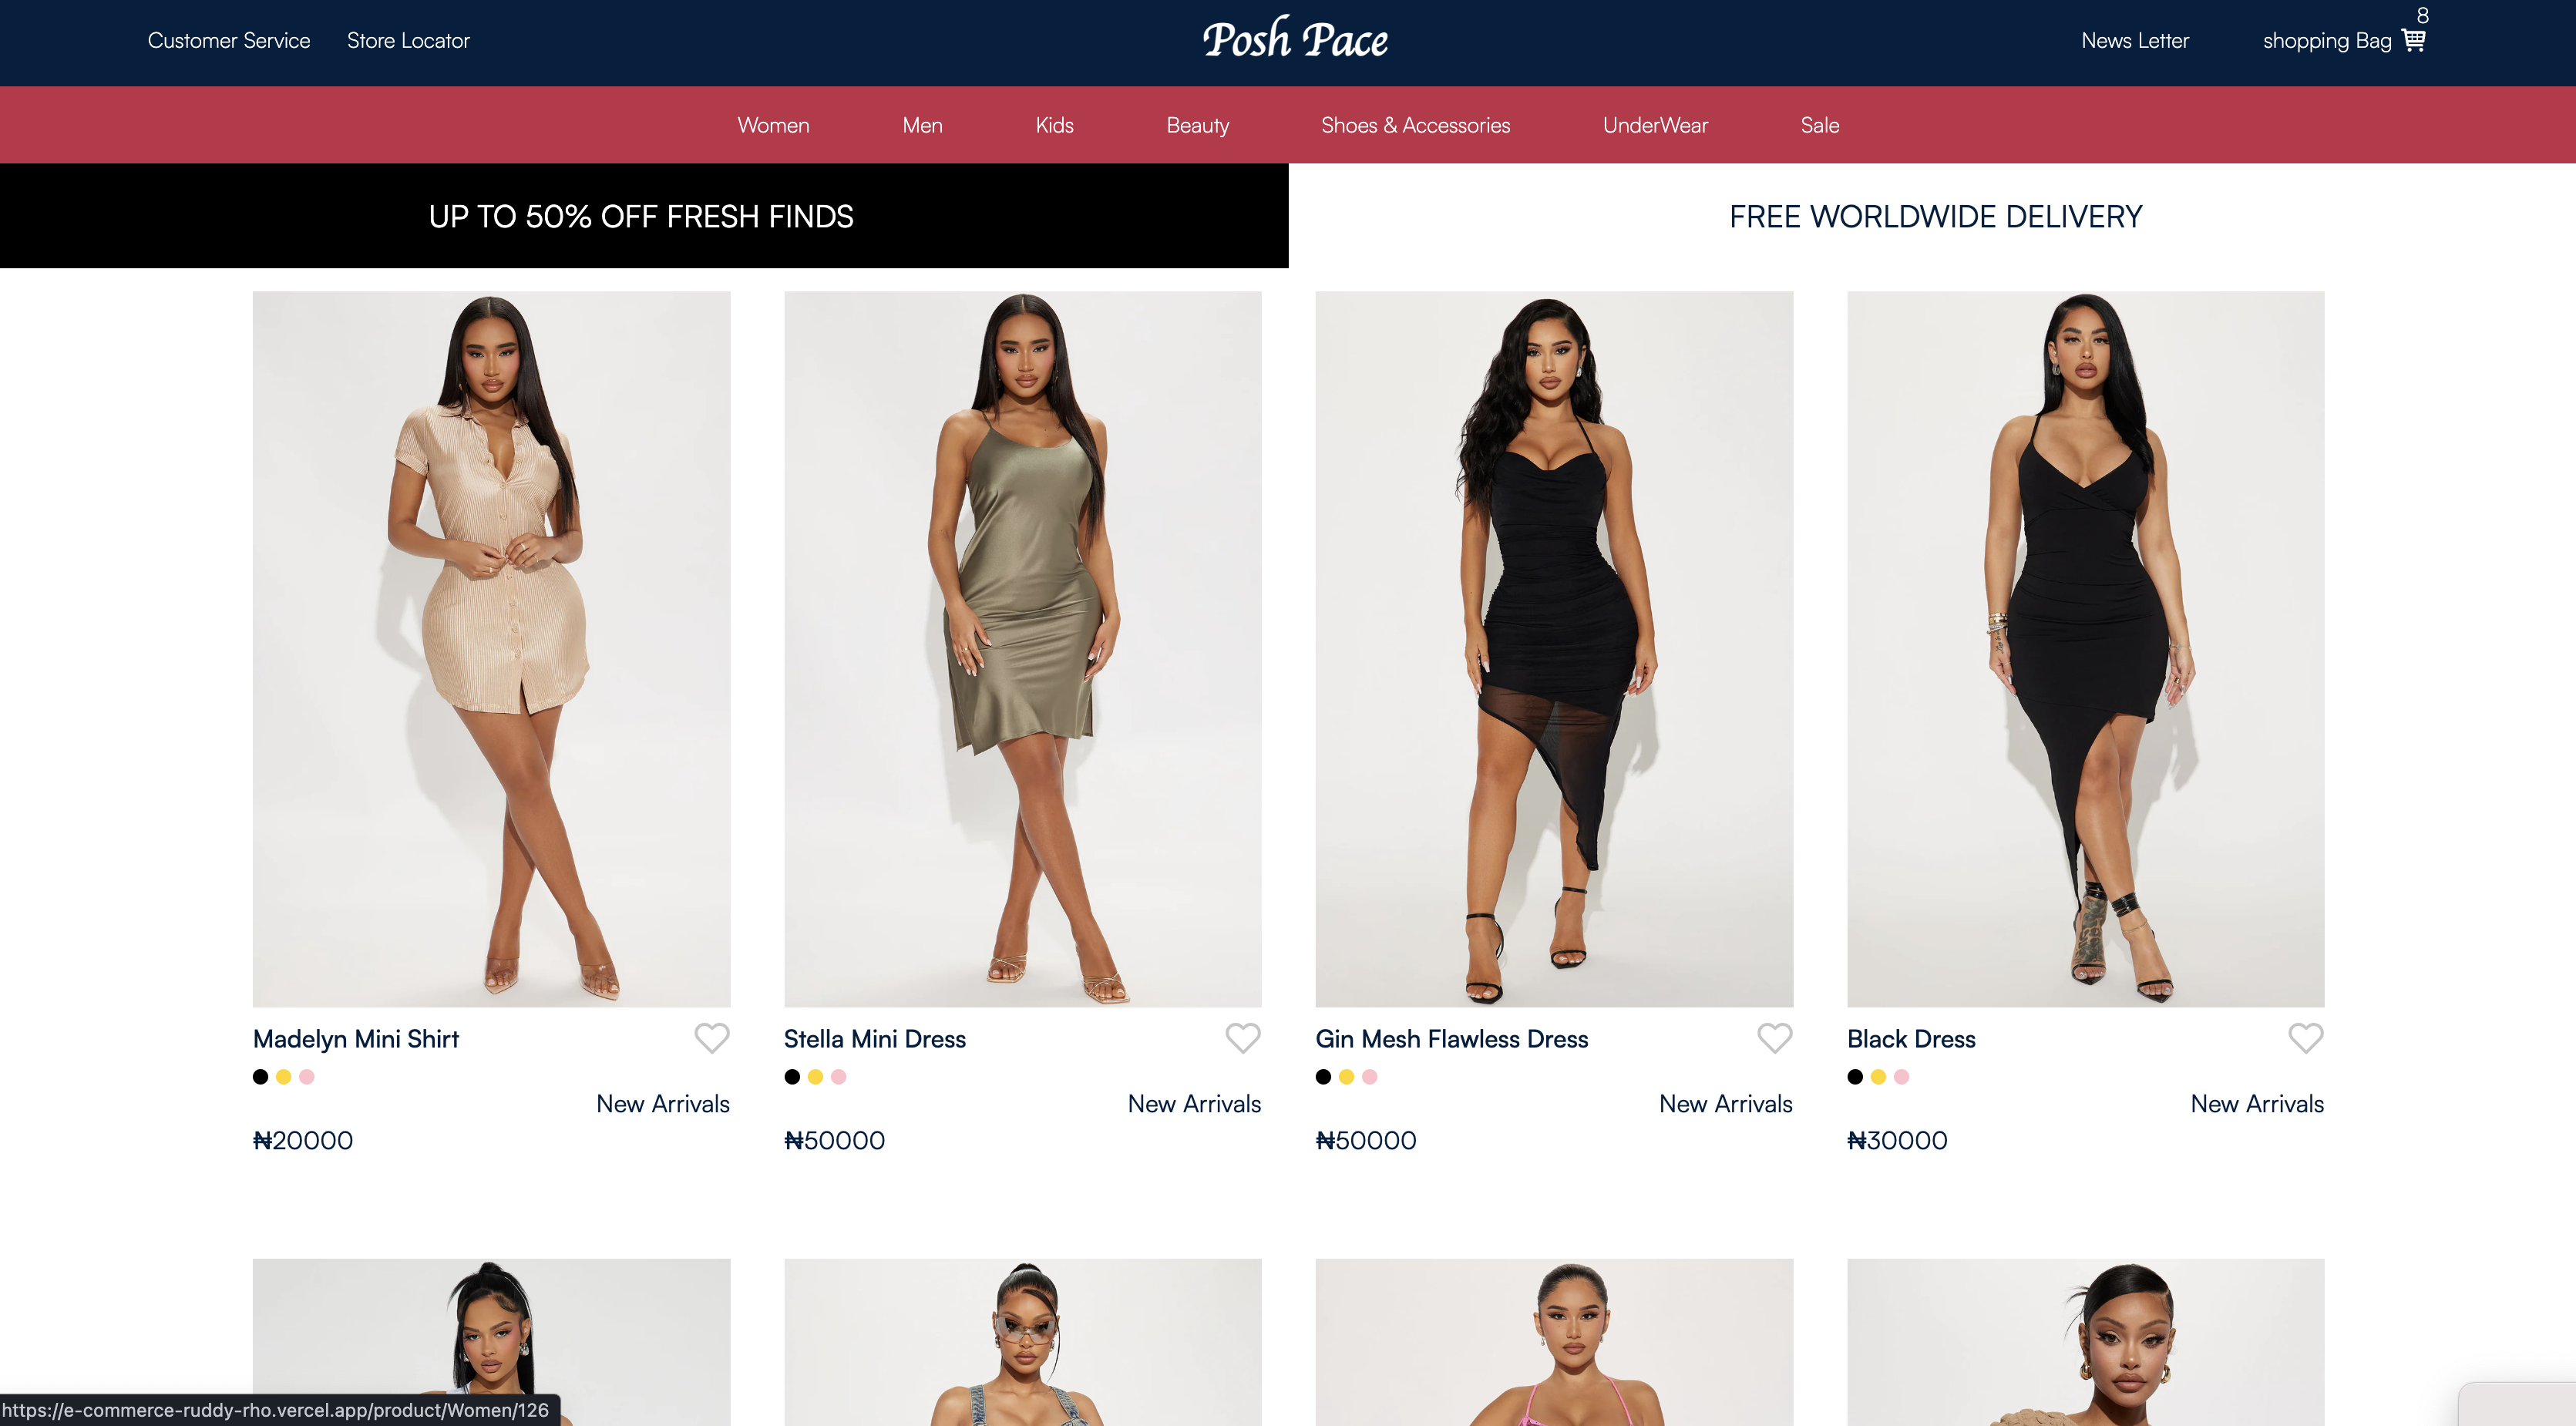 8
Customer Service Store Locator Posh Pace News Letter shopping Bag
Women Men Kids Beauty Shoes & Accessories UnderWear Sale
UP TO 50% OFF FRESH FINDS FREE WORLDWIDE DELIVERY
Madelyn Mini Shirt Stella Mini Dress Gin Mesh Flawless Dress Black Dress
New Arrivals New Arrivals New Arrivals New Arrivals
₦20000 ₦50000 ₦50000 ₦30000
https://e-commerce-ruddy-rho.vercel.app/product/Women/126